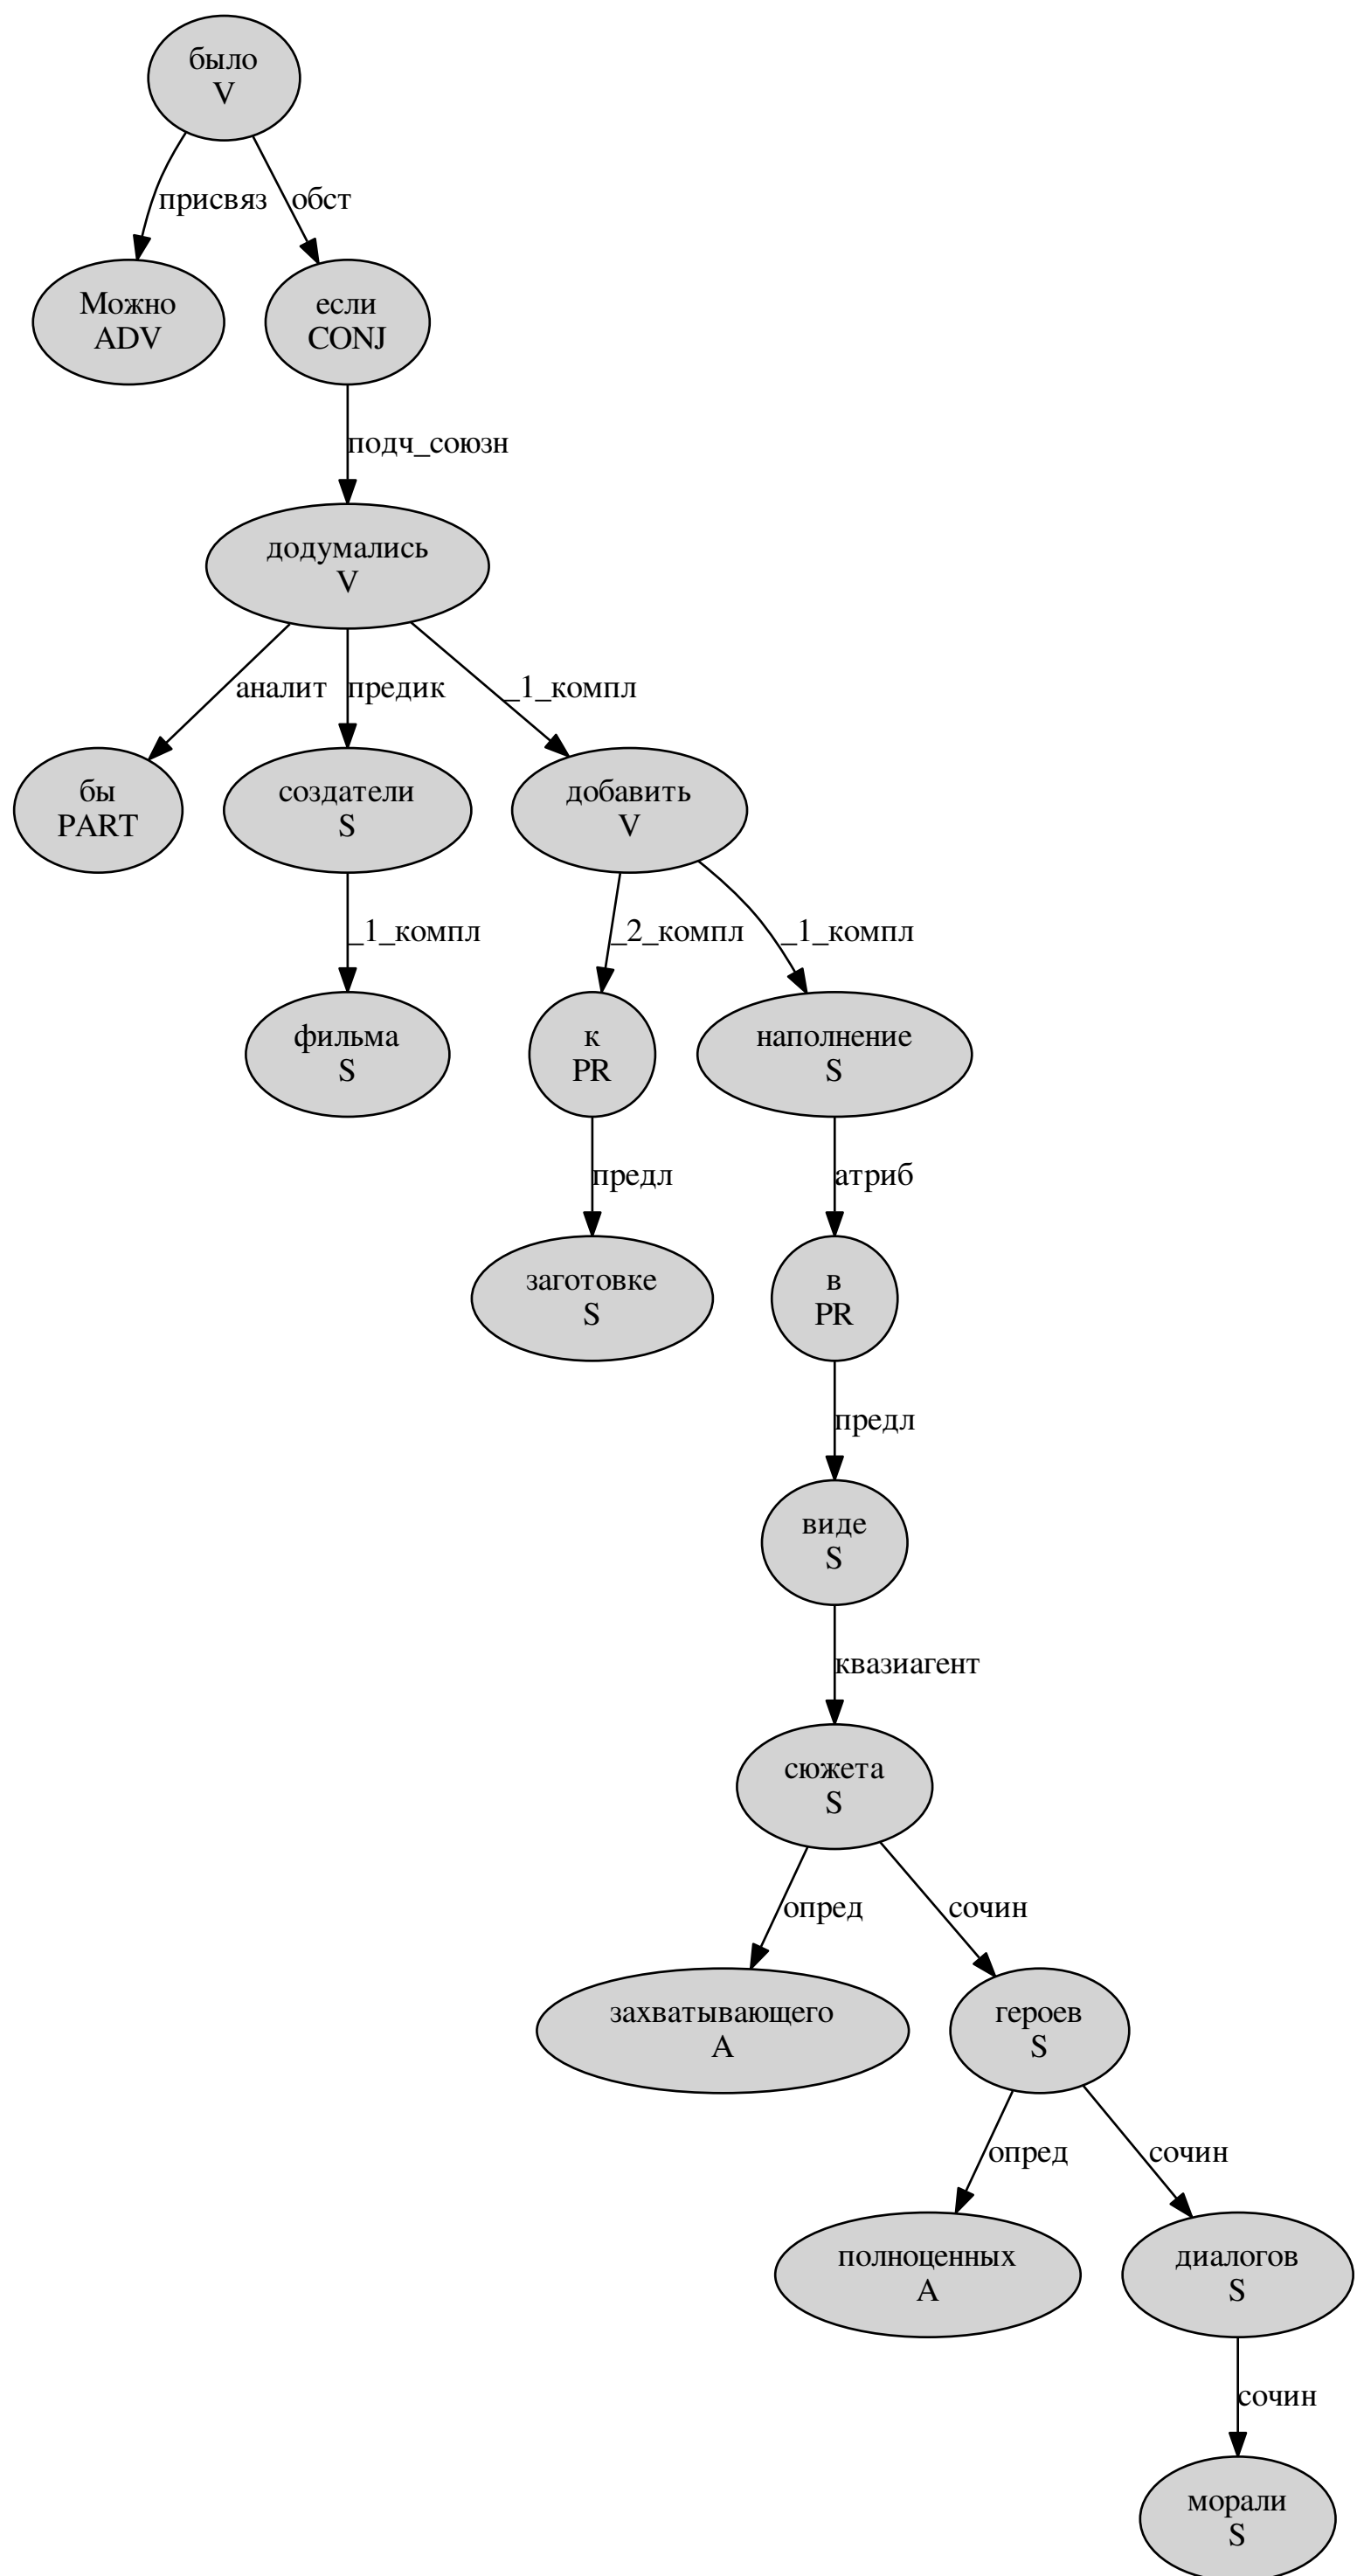 было
V
присвяз
обст
Можно
ADV
если
CONJ
подч_союзн
додумались
V
аналит
предик
_1_компл
бы
PART
создатели
S
добавить
V
_1_компл
_2_компл
_1_компл
фильма
S
к
PR
наполнение
S
предл
атриб
заготовке
S
в
PR
предл
виде
S
квазиагент
сюжета
S
опред
сочин
захватывающего
A
героев
S
опред
сочин
полноценных
A
диалогов
S
сочин
морали
S